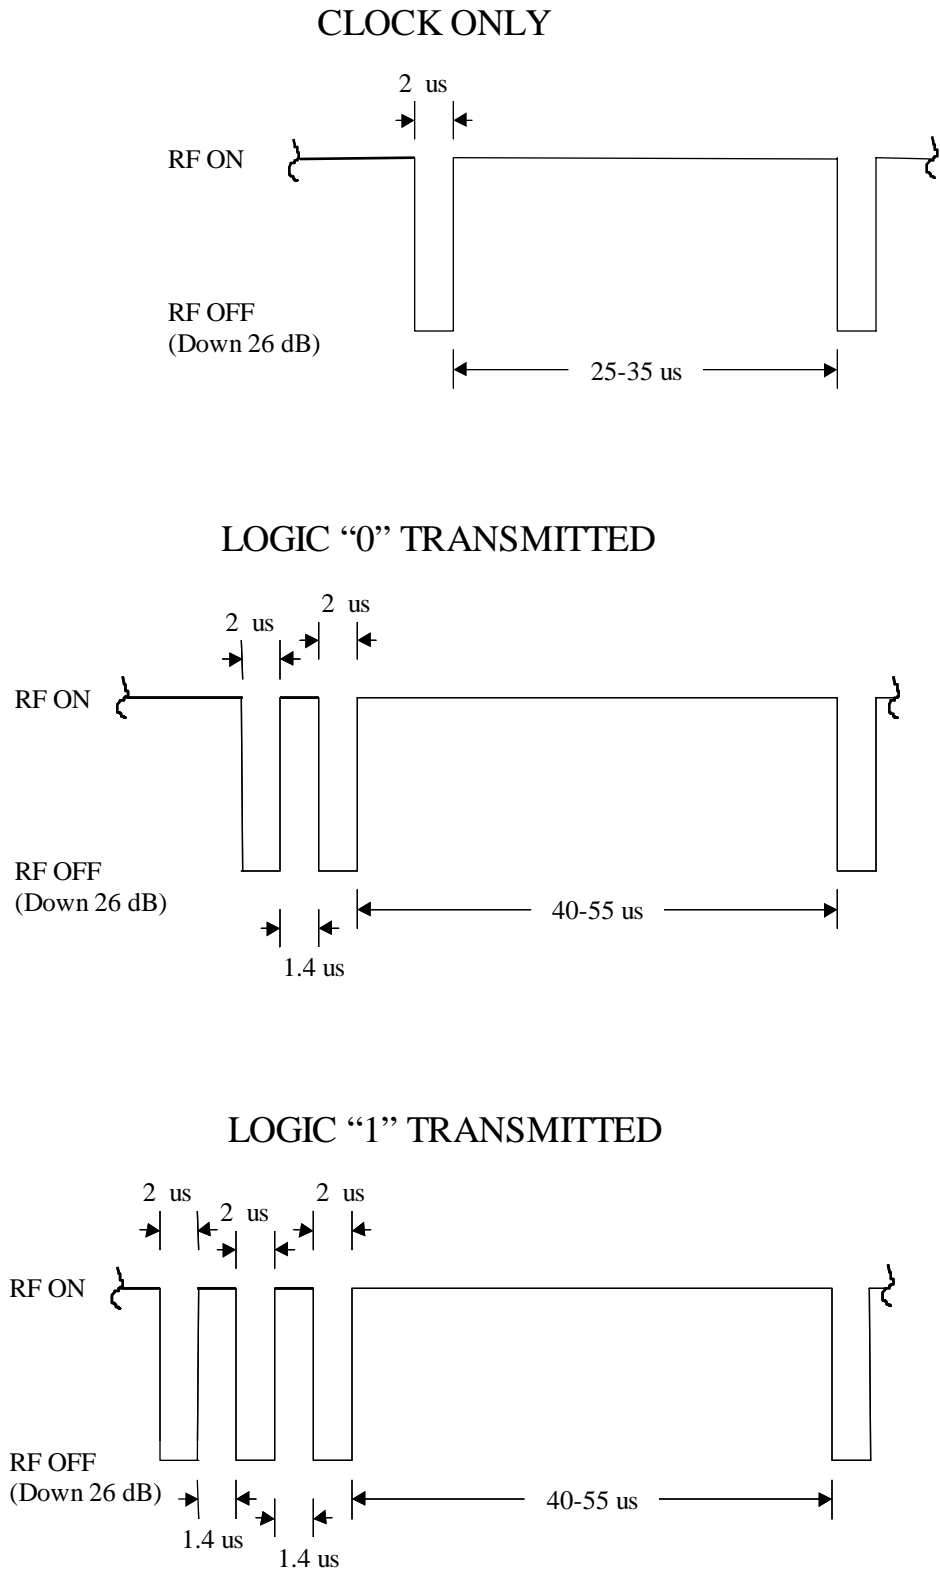 CLOCK ONLY
2 us
RF ON
RF OFF
(Down 26 dB)
25-35 us
LOGIC “0” TRANSMITTED
2 us
2 us
RF ON
RF OFF
(Down 26 dB)
40-55 us
1.4 us
LOGIC “1” TRANSMITTED
2 us
2 us
2 us
RF ON
RF OFF
(Down 26 dB)
40-55 us
1.4 us
1.4 us